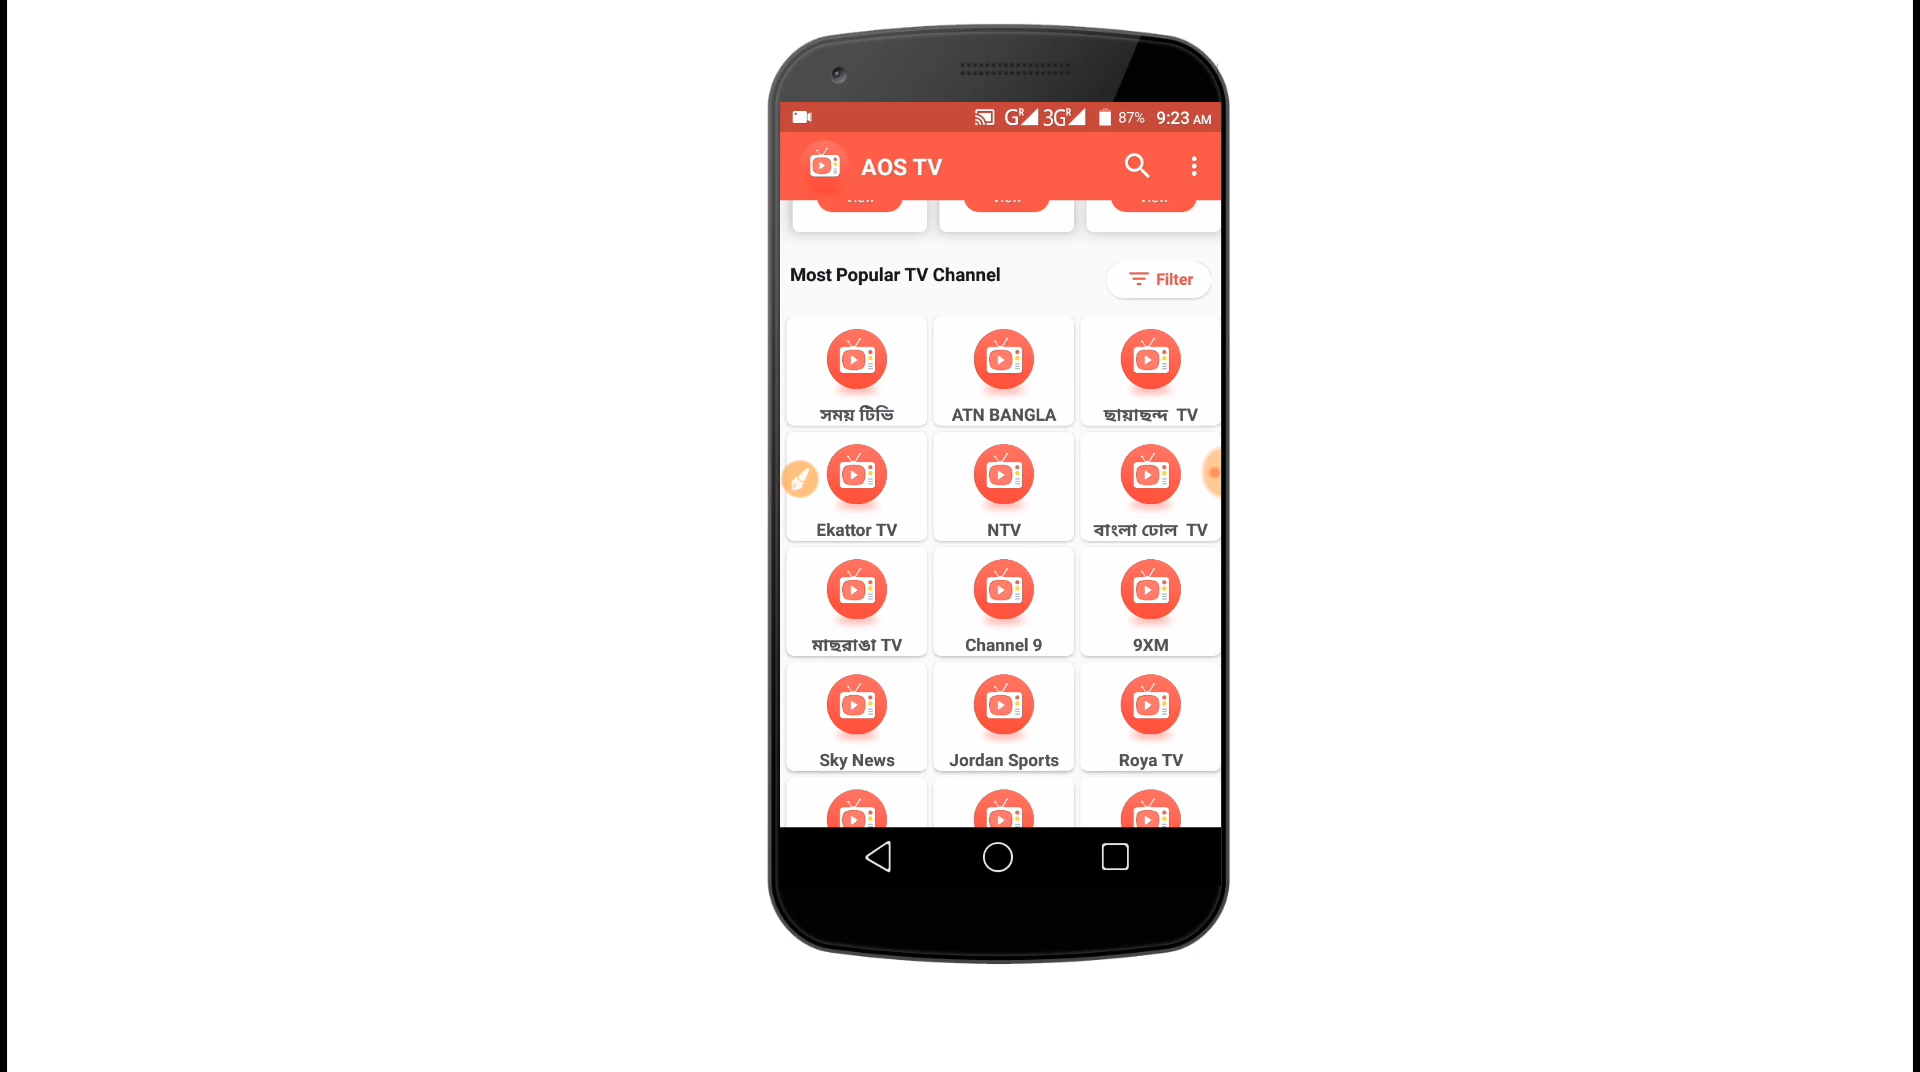 G R 3G R 87% 9:23 AM
AOS TV
Most Popular TV Channel
Filter
সময় টিভি ATN BANGLA ছায়াছন্দ TV
Ekattor TV NTV বাংলা ঢোল TV
মাছরাঙা TV Channel 9 9XM
Sky News Jordan Sports Roya TV